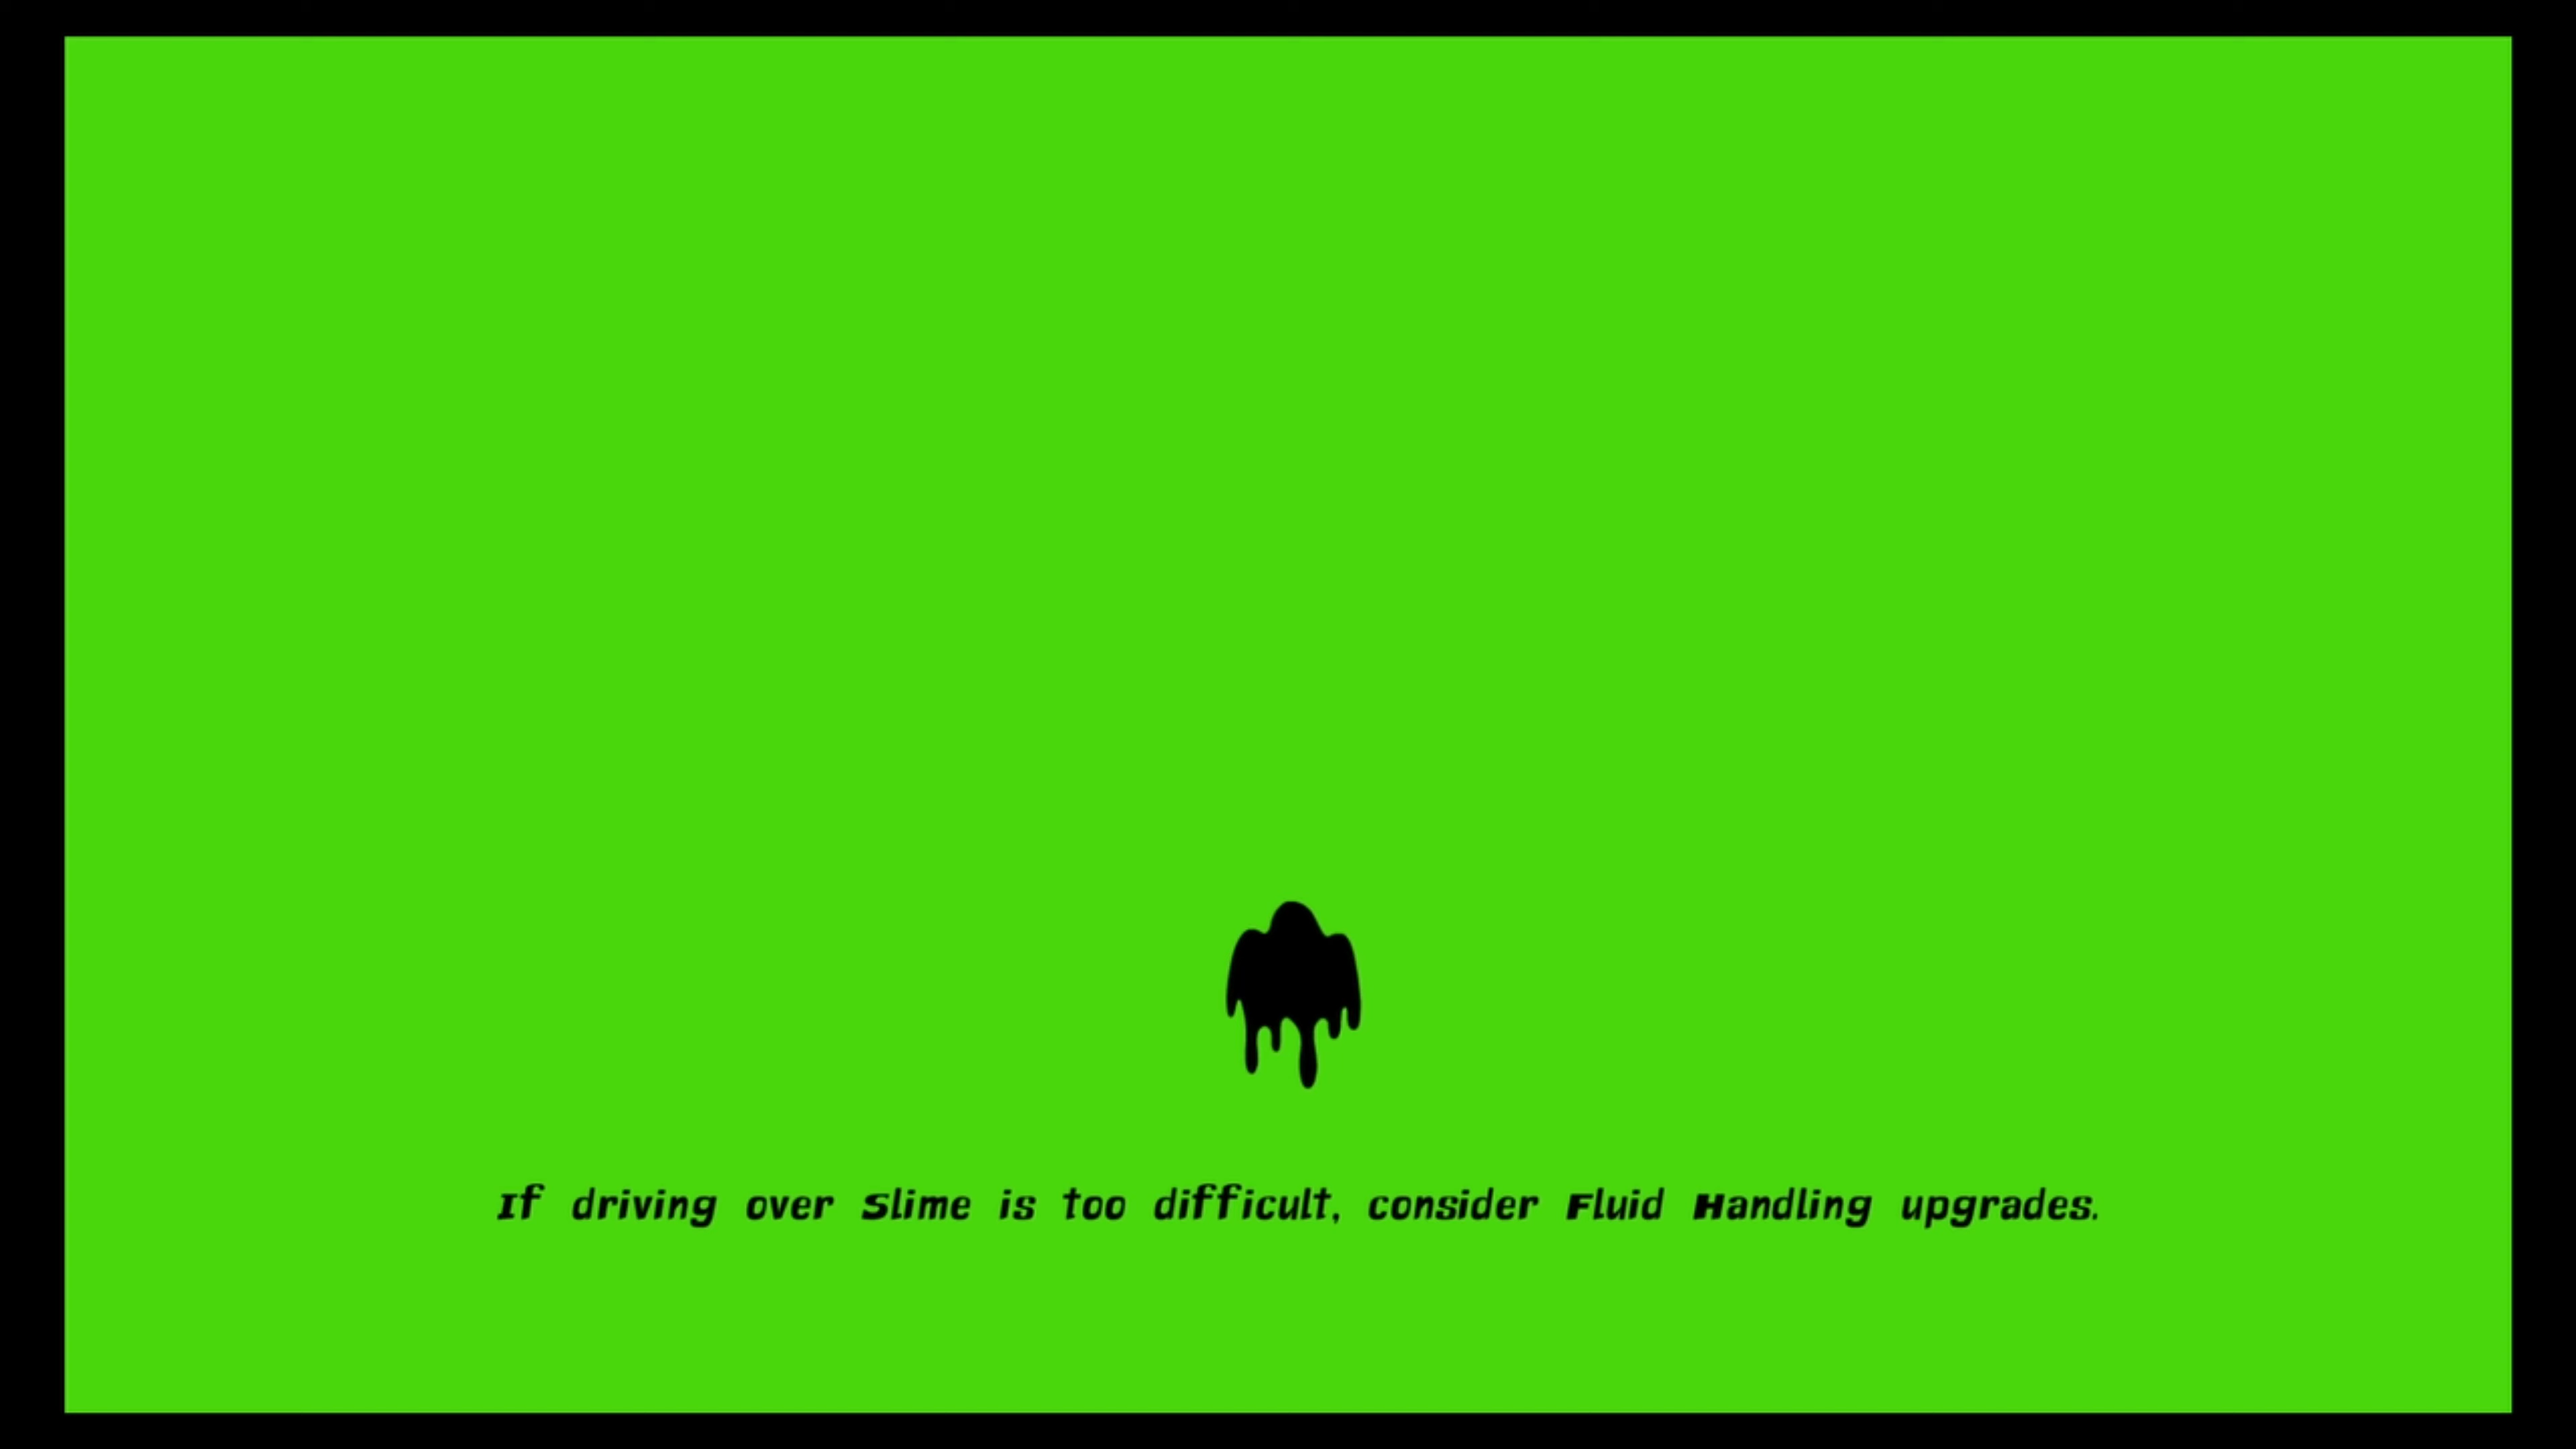 If driving over Slime is too difficult, consider Fluid Handling upgrades.